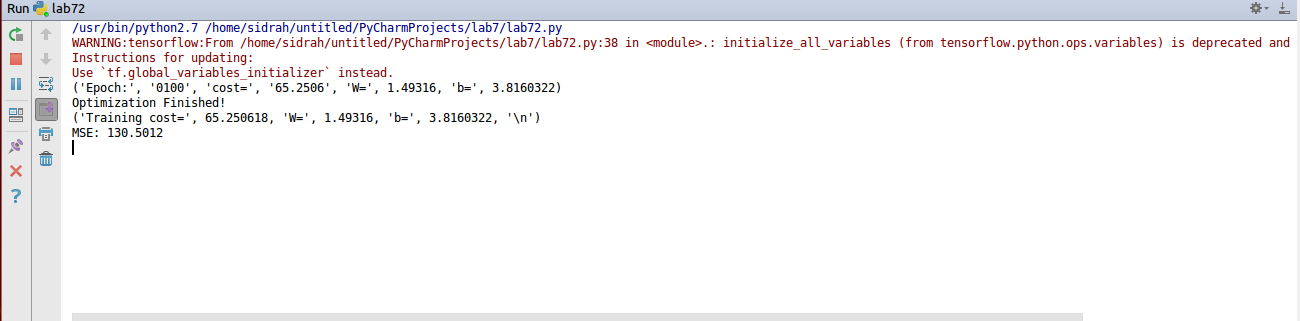 Run lab72
/usr/bin/python2.7 /home/sidrah/untitled/PyCharmProjects/lab7/lab72.py
WARNING:tensorflow:From /home/sidrah/untitled/PyCharmProjects/lab7/lab72.py:38 in <module>.: initialize_all_variables (from tensorflow.python.ops.variables) is deprecated and
Instructions for updating:
Use `tf.global_variables_initializer` instead.
('Epoch:', '0100', 'cost=', '65.2506', 'W=', 1.49316, 'b=', 3.8160322)
Optimization Finished!
('Training cost=', 65.250618, 'W=', 1.49316, 'b=', 3.8160322, '\n')
MSE: 130.5012